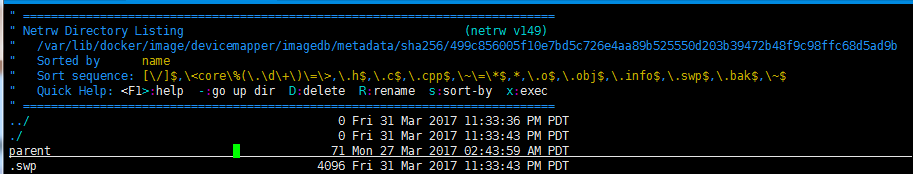 " ============================================================================
" Netrw Directory Listing (netrw v149)
" /var/lib/docker/image/devicemapper/imagedb/metadata/sha256/499c856005f10e7bd5c726e4aa89b525550d203b39472b48f9c98ffc68d5ad9b
" Sorted by name
" Sort sequence: [\/]$,\<core\%(\.\d\+\)\=\>,\.h$,\.c$,\.cpp$,\~\=\*$,*,\.o$,\.obj$,\.info$,\.swp$,\.bak$,\~$
" Quick Help: <F1>:help -:go up dir D:delete R:rename s:sort-by x:exec
" ============================================================================
../ 0 Fri 31 Mar 2017 11:33:36 PM PDT
./ 0 Fri 31 Mar 2017 11:33:43 PM PDT
parent 71 Mon 27 Mar 2017 02:43:59 AM PDT
.swp 4096 Fri 31 Mar 2017 11:33:43 PM PDT